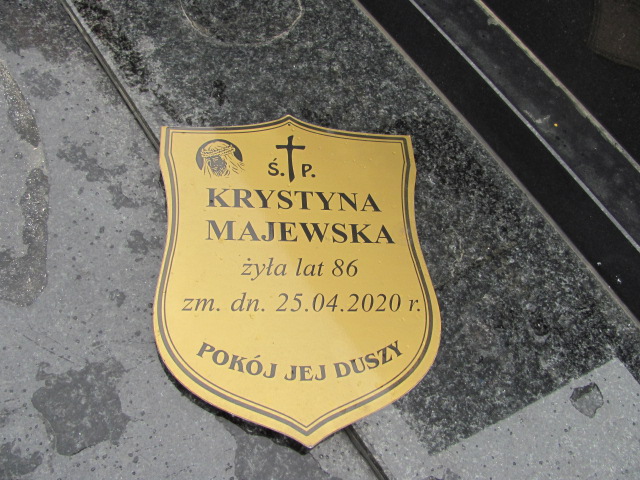 Ś. P.
KRYSTYNA
MAJEWSKA
żyła lat 86
zm. dn. 25.04.2020 r.
POKÓJ JEJ DUSZY